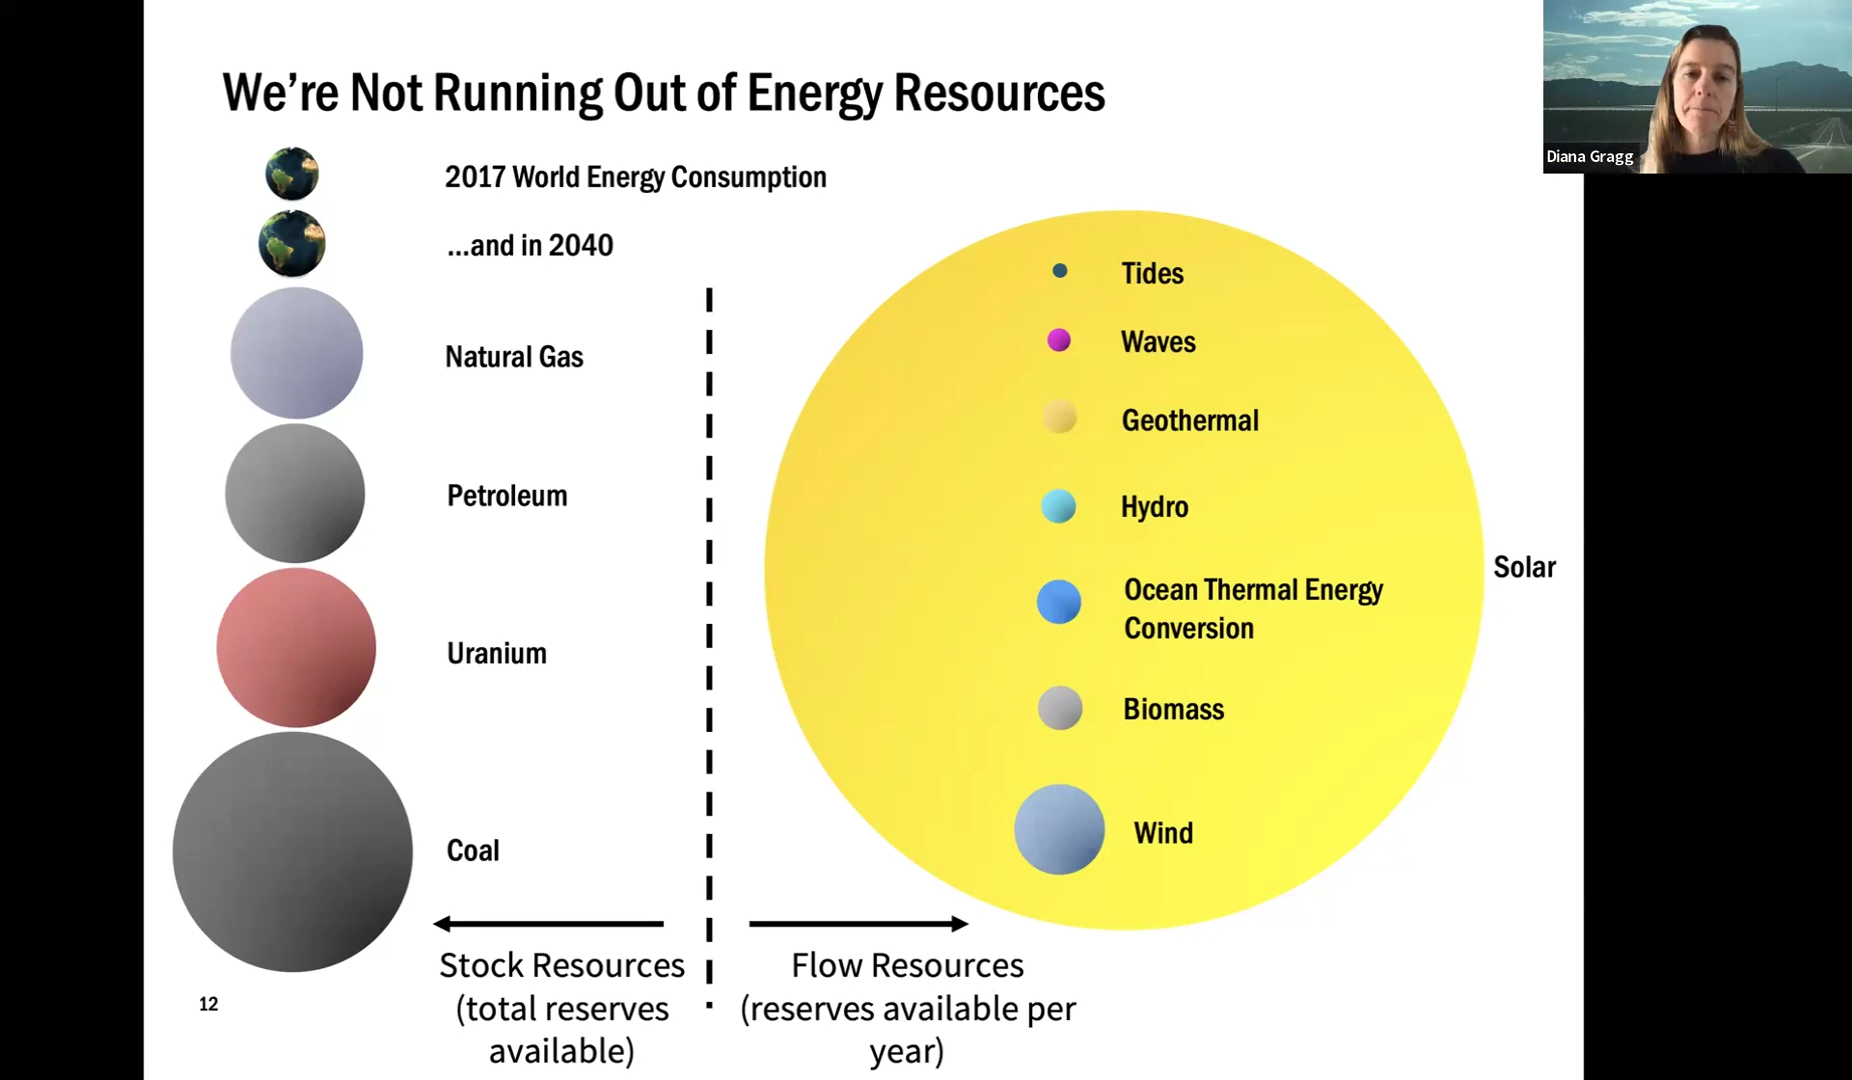 We're Not Running Out of Energy Resources
Diana Gragg
2017 World Energy Consumption
...and in 2040
Natural Gas
Petroleum
Uranium
Coal
Tides
Waves
Geothermal
Hydro
Ocean Thermal Energy
Conversion
Biomass
Wind
Solar
Stock Resources
(total reserves
available)
Flow Resources
(reserves available per
year)
12